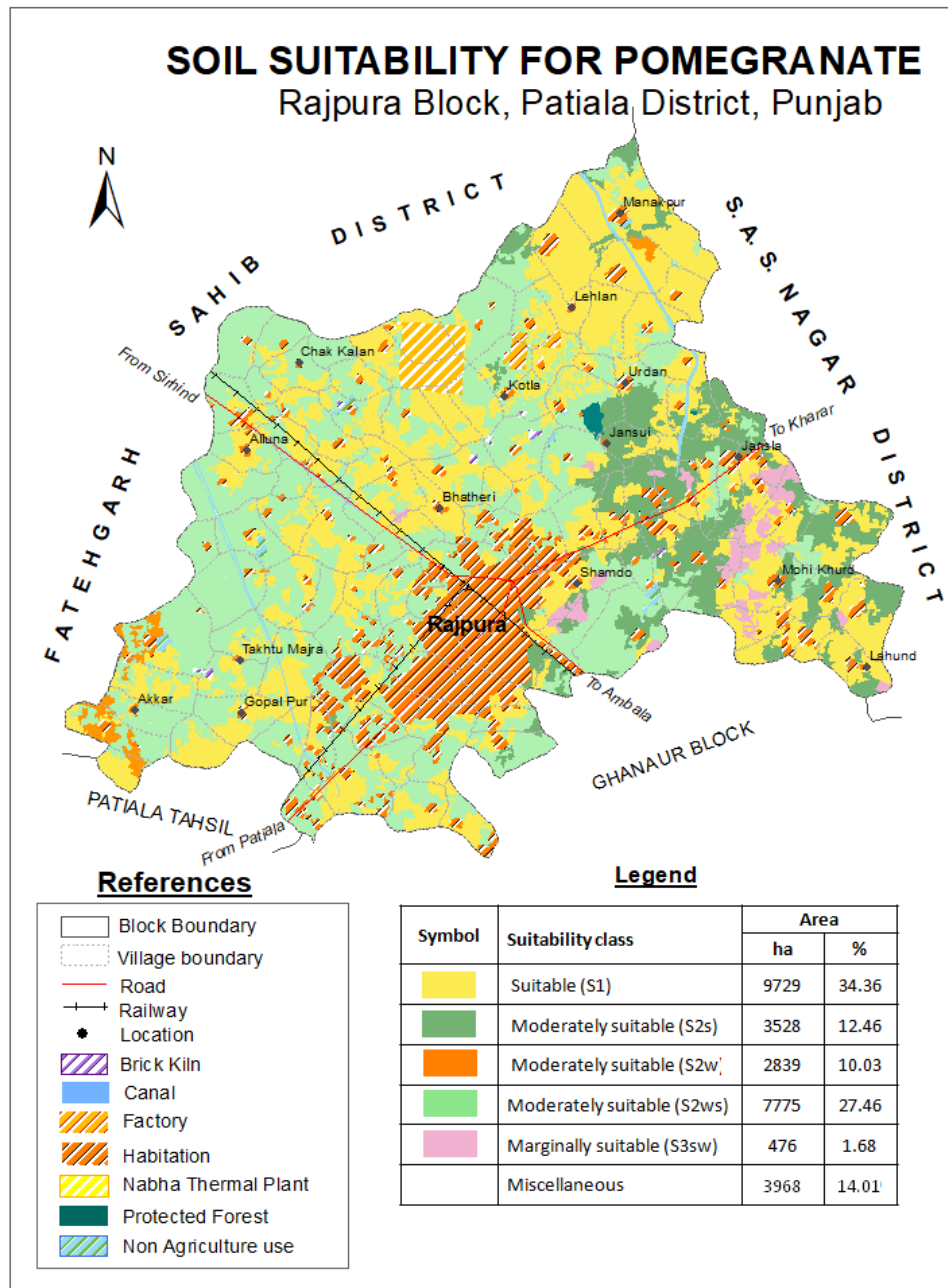 SOIL SUITABILITY FOR POMEGRANATE
Rajpura Block, Patiala District, Punjab
N
FATEHGARH SAHIB DISTRICT
S.A.S. NAGAR DISTRICT
Manakpur
Lehlan
Chak Kalan
From Sirhind
Kotla
Urdan
To Kharar
Alluna
Jansui
Jansla
Bhatheri
Shamdo
Mohi Khurd
Rajpura
Takhtu Majra
Lahund
To Ambala
Akkar
Gopal Pur
GHANAUR BLOCK
PATIALA TAHSIL
From Patiala
References
Block Boundary
Village boundary
Road
Railway
Location
Brick Kiln
Canal
Factory
Habitation
Nabha Thermal Plant
Protected Forest
Non Agriculture use
Legend
Symbol Suitability class Area
ha %
Suitable (S1) 9729 34.36
Moderately suitable (S2s) 3528 12.46
Moderately suitable (S2w) 2839 10.03
Moderately suitable (S2ws) 7775 27.46
Marginally suitable (S3sw) 476 1.68
Miscellaneous 3968 14.01